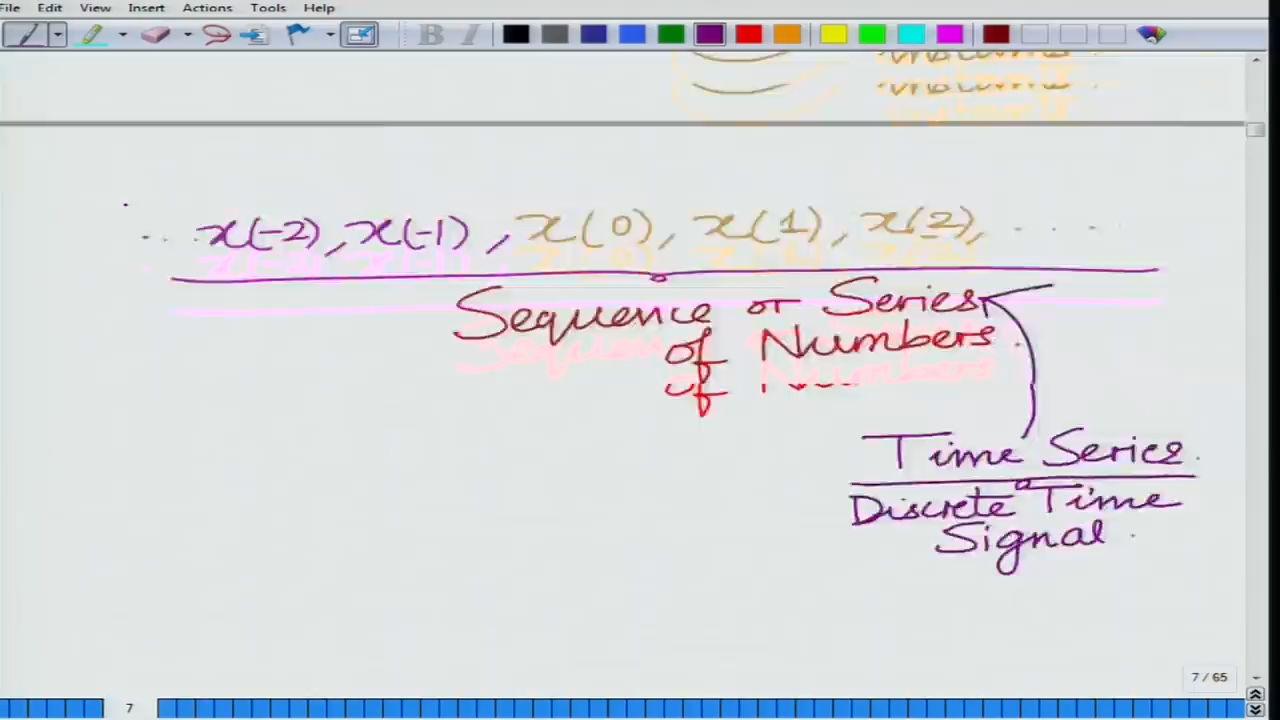 File Edit View Insert Actions Tools Help
B I
instants
... x(-2), x(-1), x(0), x(1), x(2), ....
Sequence or Series
of Numbers.
Time Series.
Discrete Time
Signal.
7 / 65
7